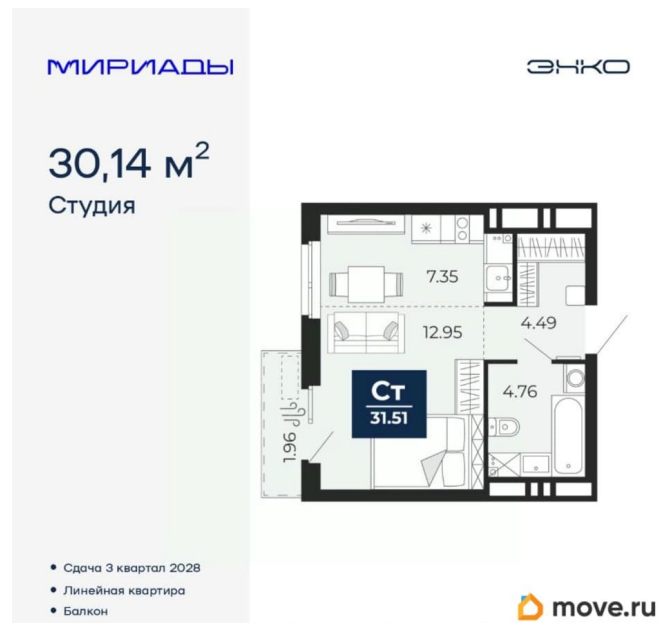 МИРИАДЫ
ЭНКО
30,14 м²
Студия
7.35
12.95
4.49
Ст
31.51
4.76
1.96
• Сдача 3 квартал 2028
• Линейная квартира
• Балкон
move.ru